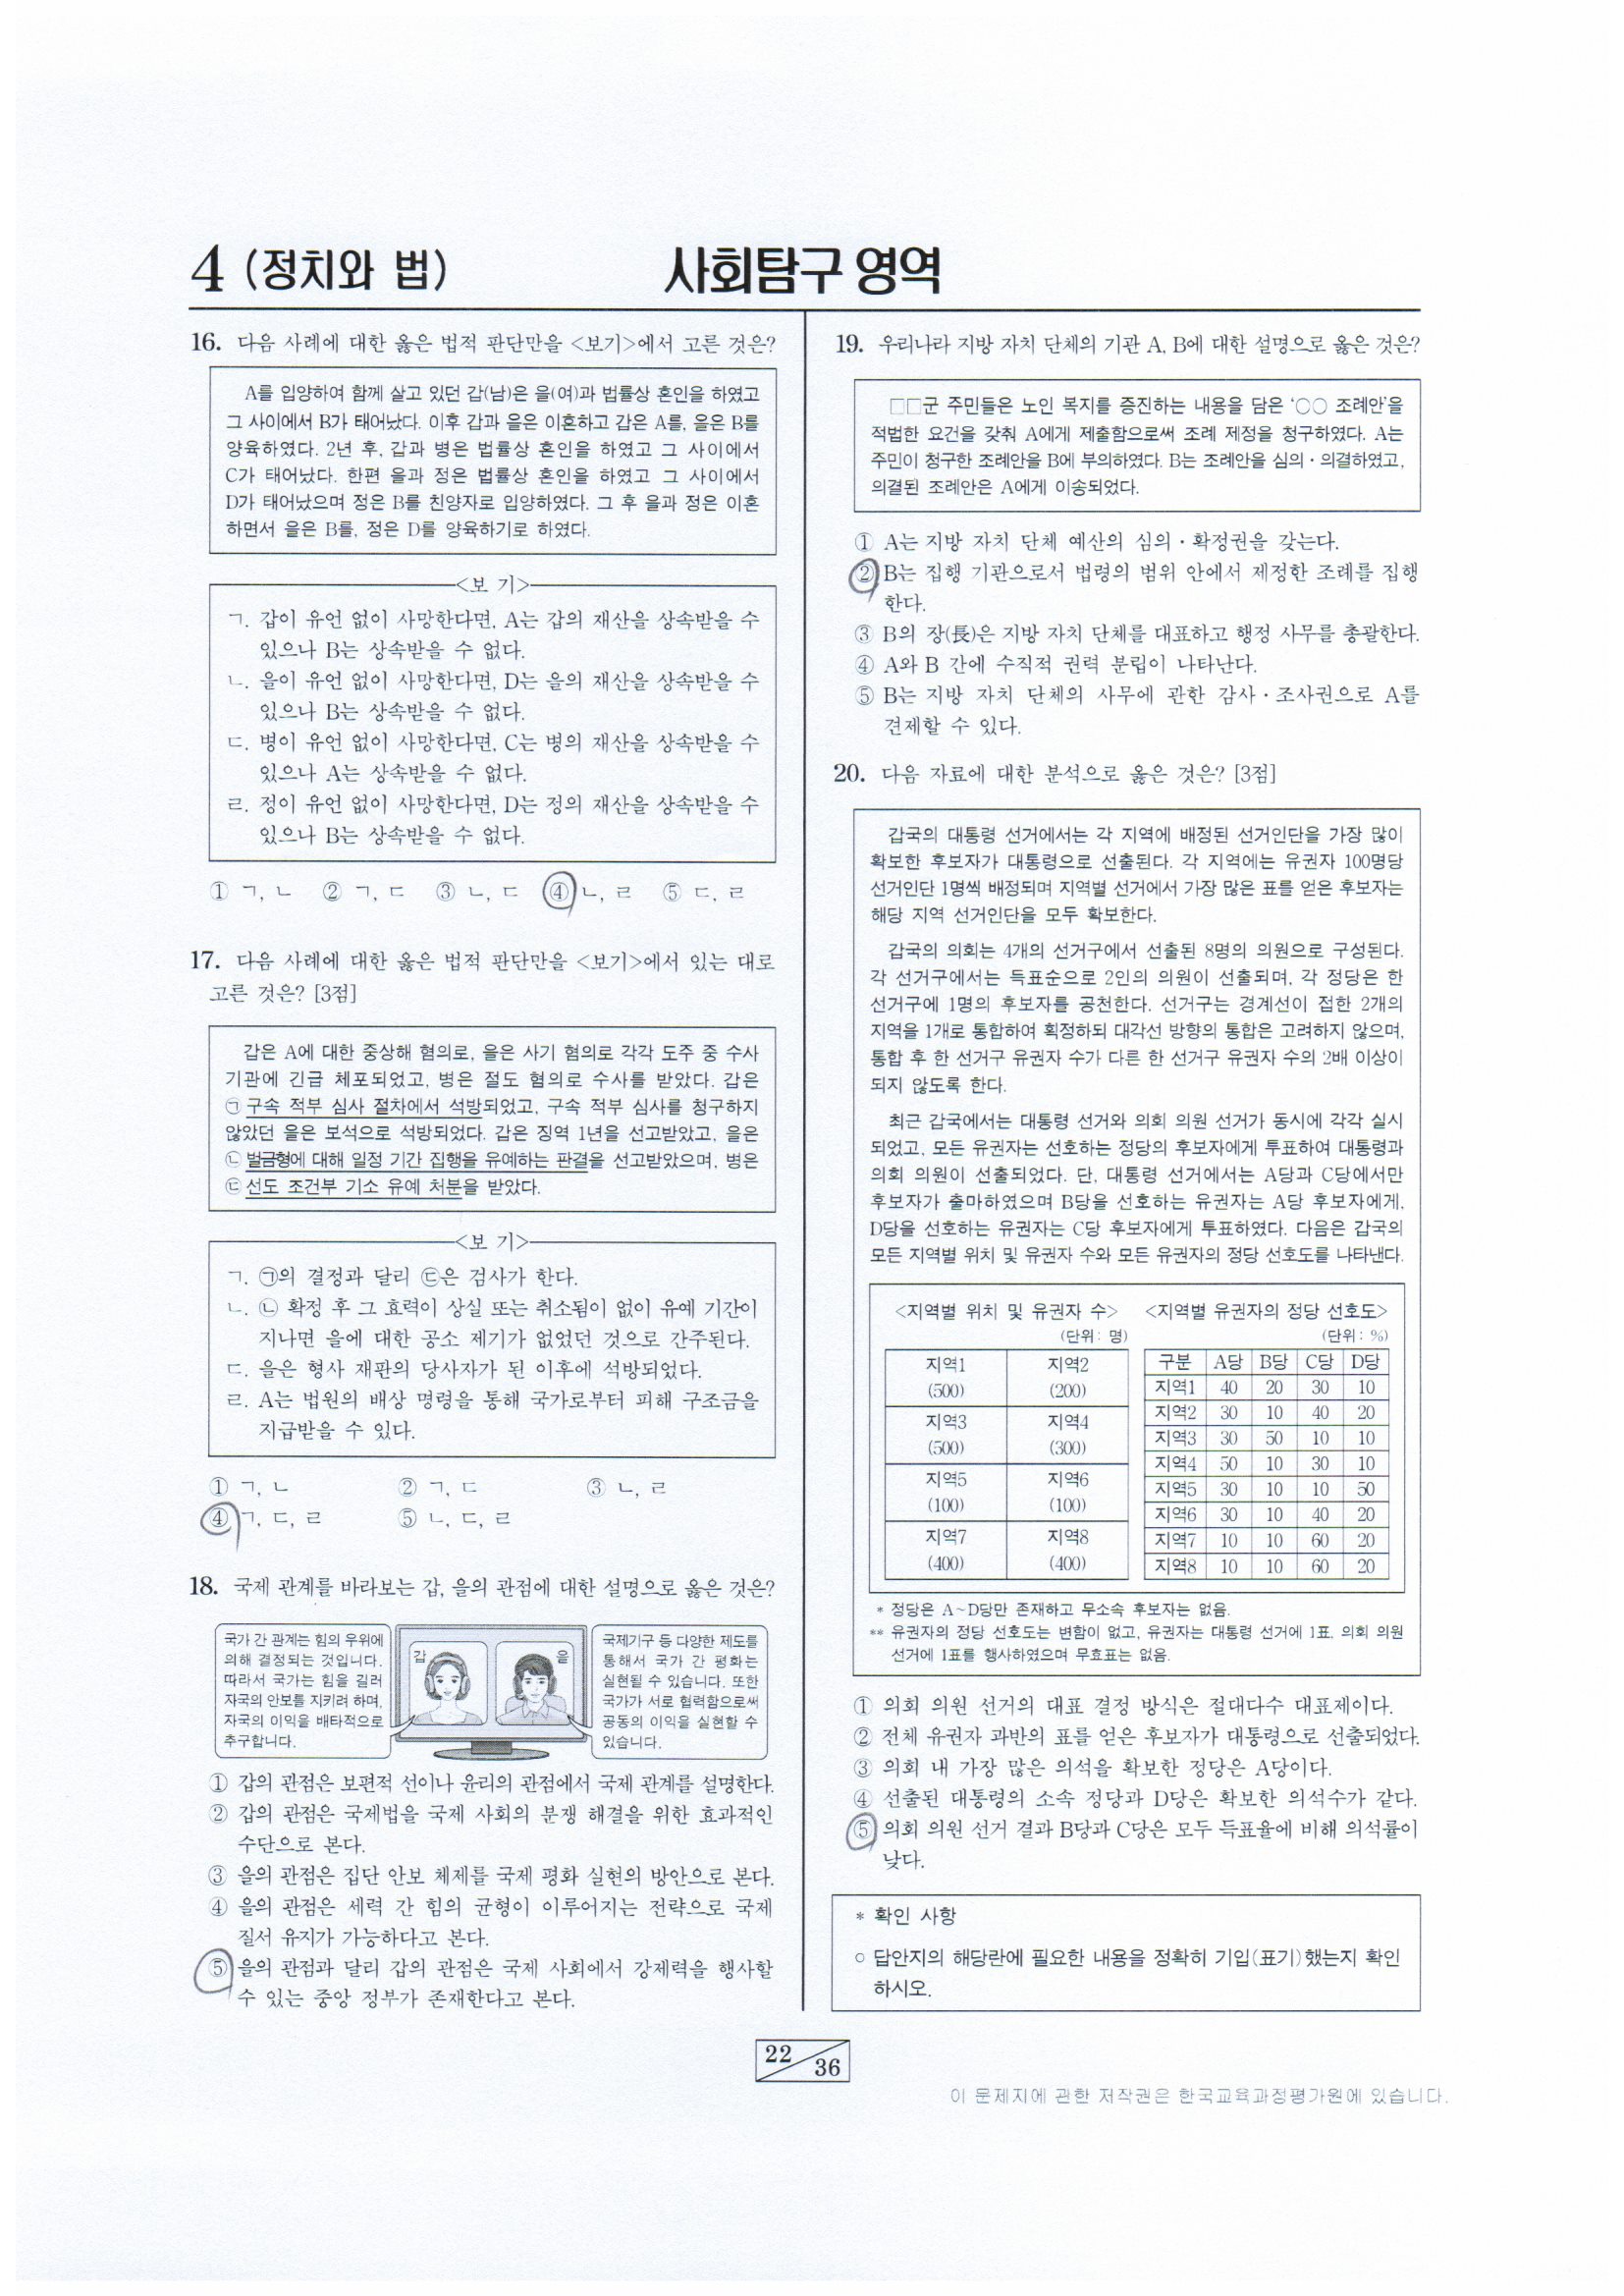 4 (정치와 법)
사회탐구 영역
16. 다음 사례에 대한 옳은 법적 판단만을 <보기>에서 고른 것은?
A를 입양하여 함께 살고 있던 갑(남)은 을(여)과 법률상 혼인을 하였고
그 사이에서 B가 태어났다. 이후 갑과 을은 이혼하고 갑은 A를, 을은 B를
양육하였다. 2년 후, 갑과 병은 법률상 혼인을 하였고 그 사이에서
C가 태어났다. 한편 을과 정은 법률상 혼인을 하였고 그 사이에서
D가 태어났으며 정은 B를 친양자로 입양하였다. 그 후 을과 정은 이혼
하면서 을은 B를, 정은 D를 양육하기로 하였다.
<보 기>
ㄱ. 갑이 유언 없이 사망한다면, A는 갑의 재산을 상속받을 수
있으나 B는 상속받을 수 없다.
ㄴ. 을이 유언 없이 사망한다면, D는 을의 재산을 상속받을 수
있으나 B는 상속받을 수 없다.
ㄷ. 병이 유언 없이 사망한다면, C는 병의 재산을 상속받을 수
있으나 A는 상속받을 수 없다.
ㄹ. 정이 유언 없이 사망한다면, D는 정의 재산을 상속받을 수
있으나 B는 상속받을 수 없다.
① ㄱ, ㄴ ② ㄱ, ㄷ ③ ㄴ, ㄷ ④ ㄴ, ㄹ ⑤ ㄷ, ㄹ
17. 다음 사례에 대한 옳은 법적 판단만을 <보기>에서 있는 대로
고른 것은? [3점]
갑은 A에 대한 중상해 혐의로, 을은 사기 혐의로 각각 도주 중 수사
기관에 긴급 체포되었고, 병은 절도 혐의로 수사를 받았다. 갑은
㉠ 구속 적부 심사 절차에서 석방되었고, 구속 적부 심사를 청구하지
않았던 을은 보석으로 석방되었다. 갑은 징역 1년을 선고받았고, 을은
㉡ 벌금형에 대해 일정 기간 집행을 유예하는 판결을 선고받았으며, 병은
㉢ 선도 조건부 기소 유예 처분을 받았다.
<보 기>
ㄱ. ㉠의 결정과 달리 ㉢은 검사가 한다.
ㄴ. ㉡ 확정 후 그 효력이 상실 또는 취소됨이 없이 유예 기간이
지나면 을에 대한 공소 제기가 없었던 것으로 간주된다.
ㄷ. 을은 형사 재판의 당사자가 된 이후에 석방되었다.
ㄹ. A는 법원의 배상 명령을 통해 국가로부터 피해 구조금을
지급받을 수 있다.
① ㄱ, ㄴ ② ㄱ, ㄷ ③ ㄴ, ㄹ
④ ㄱ, ㄷ, ㄹ ⑤ ㄴ, ㄷ, ㄹ
18. 국제 관계를 바라보는 갑, 을의 관점에 대한 설명으로 옳은 것은?
국가 간 관계는 힘의 우위에
의해 결정되는 것입니다.
따라서 국가는 힘을 길러
자국의 안보를 지키려 하며,
자국의 이익을 배타적으로
추구합니다.
갑
을
국제기구 등 다양한 제도를
통해서 국가 간 평화는
실현될 수 있습니다. 또한
국가가 서로 협력함으로써
공동의 이익을 실현할 수
있습니다.
① 갑의 관점은 보편적 선이나 윤리의 관점에서 국제 관계를 설명한다.
② 갑의 관점은 국제법을 국제 사회의 분쟁 해결을 위한 효과적인
수단으로 본다.
③ 을의 관점은 집단 안보 체제를 국제 평화 실현의 방안으로 본다.
④ 을의 관점은 세력 간 힘의 균형이 이루어지는 전략으로 국제
질서 유지가 가능하다고 본다.
⑤ 을의 관점과 달리 갑의 관점은 국제 사회에서 강제력을 행사할
수 있는 중앙 정부가 존재한다고 본다.
19. 우리나라 지방 자치 단체의 기관 A, B에 대한 설명으로 옳은 것은?
□□군 주민들은 노인 복지를 증진하는 내용을 담은 ‘○○ 조례안’을
적법한 요건을 갖춰 A에게 제출함으로써 조례 제정을 청구하였다. A는
주민이 청구한 조례안을 B에 부의하였다. B는 조례안을 심의・의결하였고,
의결된 조례안은 A에게 이송되었다.
① A는 지방 자치 단체 예산의 심의・확정권을 갖는다.
② B는 집행 기관으로서 법령의 범위 안에서 제정한 조례를 집행
한다.
③ B의 장(長)은 지방 자치 단체를 대표하고 행정 사무를 총괄한다.
④ A와 B 간에 수직적 권력 분립이 나타난다.
⑤ B는 지방 자치 단체의 사무에 관한 감사・조사권으로 A를
견제할 수 있다.
20. 다음 자료에 대한 분석으로 옳은 것은? [3점]
갑국의 대통령 선거에서는 각 지역에 배정된 선거인단을 가장 많이
확보한 후보자가 대통령으로 선출된다. 각 지역에는 유권자 100명당
선거인단 1명씩 배정되며 지역별 선거에서 가장 많은 표를 얻은 후보자는
해당 지역 선거인단을 모두 확보한다.
갑국의 의회는 4개의 선거구에서 선출된 8명의 의원으로 구성된다.
각 선거구에서는 득표순으로 2인의 의원이 선출되며, 각 정당은 한
선거구에 1명의 후보자를 공천한다. 선거구는 경계선이 접한 2개의
지역을 1개로 통합하여 획정하되 대각선 방향의 통합은 고려하지 않으며,
통합 후 한 선거구 유권자 수가 다른 한 선거구 유권자 수의 2배 이상이
되지 않도록 한다.
최근 갑국에서는 대통령 선거와 의회 의원 선거가 동시에 각각 실시
되었고, 모든 유권자는 선호하는 정당의 후보자에게 투표하여 대통령과
의회 의원이 선출되었다. 단, 대통령 선거에서는 A당과 C당에서만
후보자가 출마하였으며 B당을 선호하는 유권자는 A당 후보자에게,
D당을 선호하는 유권자는 C당 후보자에게 투표하였다. 다음은 갑국의
모든 지역별 위치 및 유권자 수와 모든 유권자의 정당 선호도를 나타낸다.
<지역별 위치 및 유권자 수>
(단위: 명)
지역1 지역2
(500) (200)
지역3 지역4
(500) (300)
지역5 지역6
(100) (100)
지역7 지역8
(400) (400)
<지역별 유권자의 정당 선호도>
(단위: %)
구분 A당 B당 C당 D당
지역1 40 20 30 10
지역2 30 10 40 20
지역3 30 50 10 10
지역4 50 10 30 10
지역5 30 10 10 50
지역6 30 10 40 20
지역7 10 10 60 20
지역8 10 10 60 20
* 정당은 A~D당만 존재하고 무소속 후보자는 없음.
** 유권자의 정당 선호도는 변함이 없고, 유권자는 대통령 선거에 1표, 의회 의원
선거에 1표를 행사하였으며 무효표는 없음.
① 의회 의원 선거의 대표 결정 방식은 절대다수 대표제이다.
② 전체 유권자 과반의 표를 얻은 후보자가 대통령으로 선출되었다.
③ 의회 내 가장 많은 의석을 확보한 정당은 A당이다.
④ 선출된 대통령의 소속 정당과 D당은 확보한 의석수가 같다.
⑤ 의회 의원 선거 결과 B당과 C당은 모두 득표율에 비해 의석률이
낮다.
* 확인 사항
○ 답안지의 해당란에 필요한 내용을 정확히 기입(표기)했는지 확인
하시오.
22
36
이 문제지에 관한 저작권은 한국교육과정평가원에 있습니다.